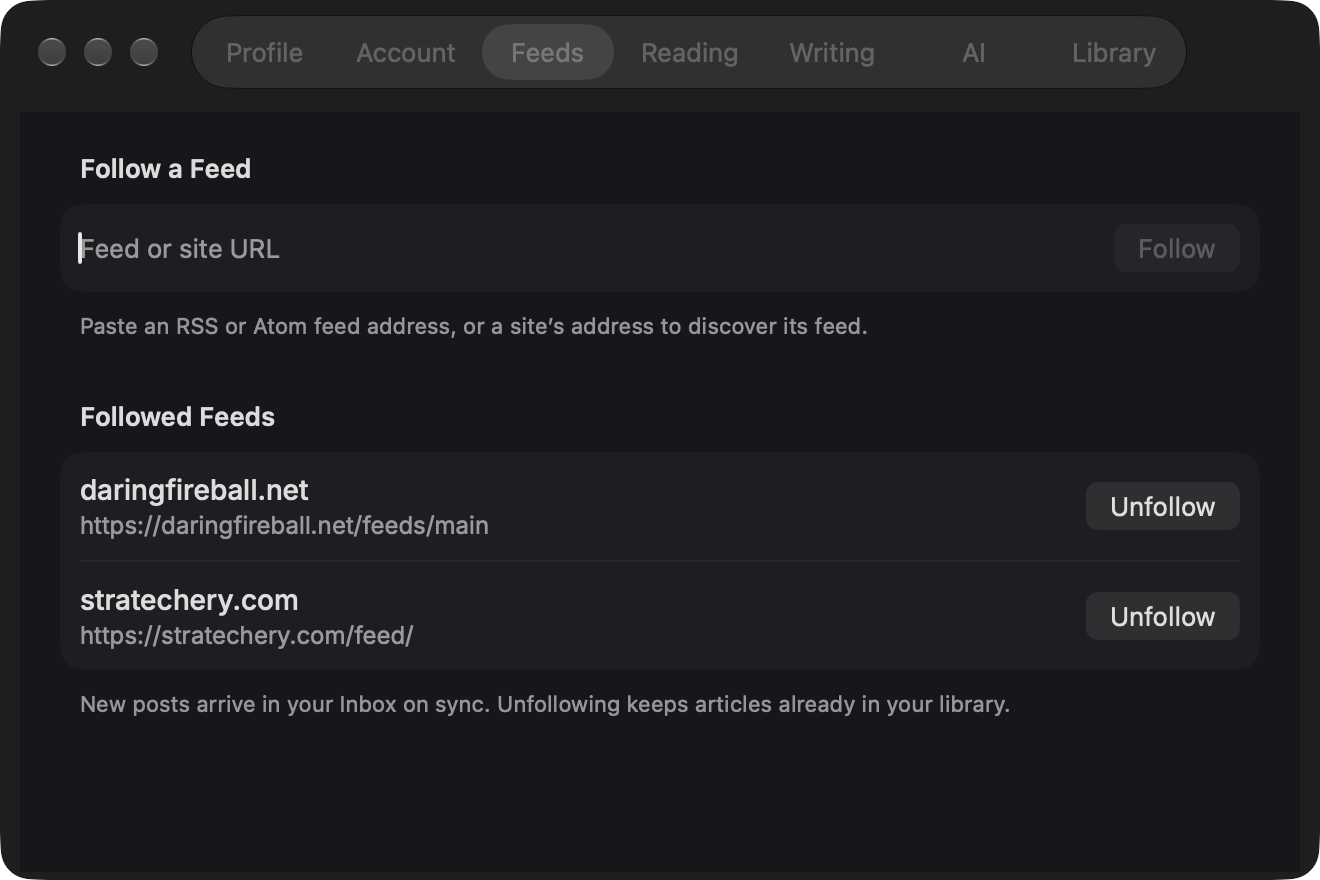 Profile Account Feeds Reading Writing AI Library
Follow a Feed
Feed or site URL Follow
Paste an RSS or Atom feed address, or a site’s address to discover its feed.
Followed Feeds
daringfireball.net
https://daringfireball.net/feeds/main
Unfollow
stratechery.com
https://stratechery.com/feed/
Unfollow
New posts arrive in your Inbox on sync. Unfollowing keeps articles already in your library.